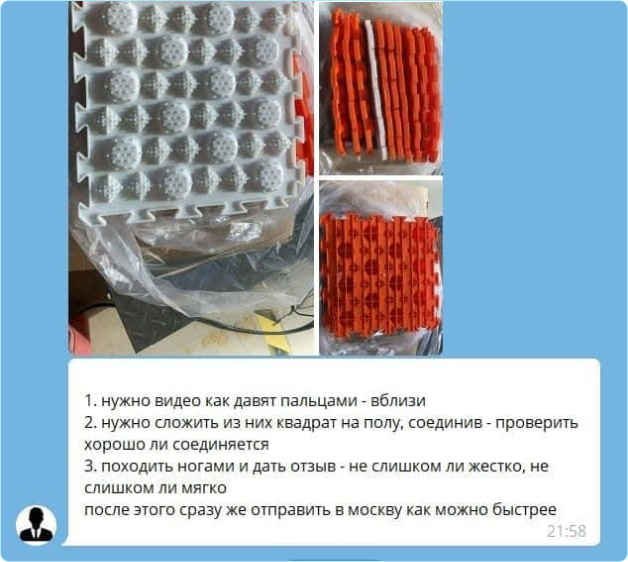 1. нужно видео как давят пальцами - вблизи
2. нужно сложить из них квадрат на полу, соединив - проверить
хорошо ли соединяется
3. походить ногами и дать отзыв - не слишком ли жестко, не
слишком ли мягко
после этого сразу же отправить в москву как можно быстрее
21:58